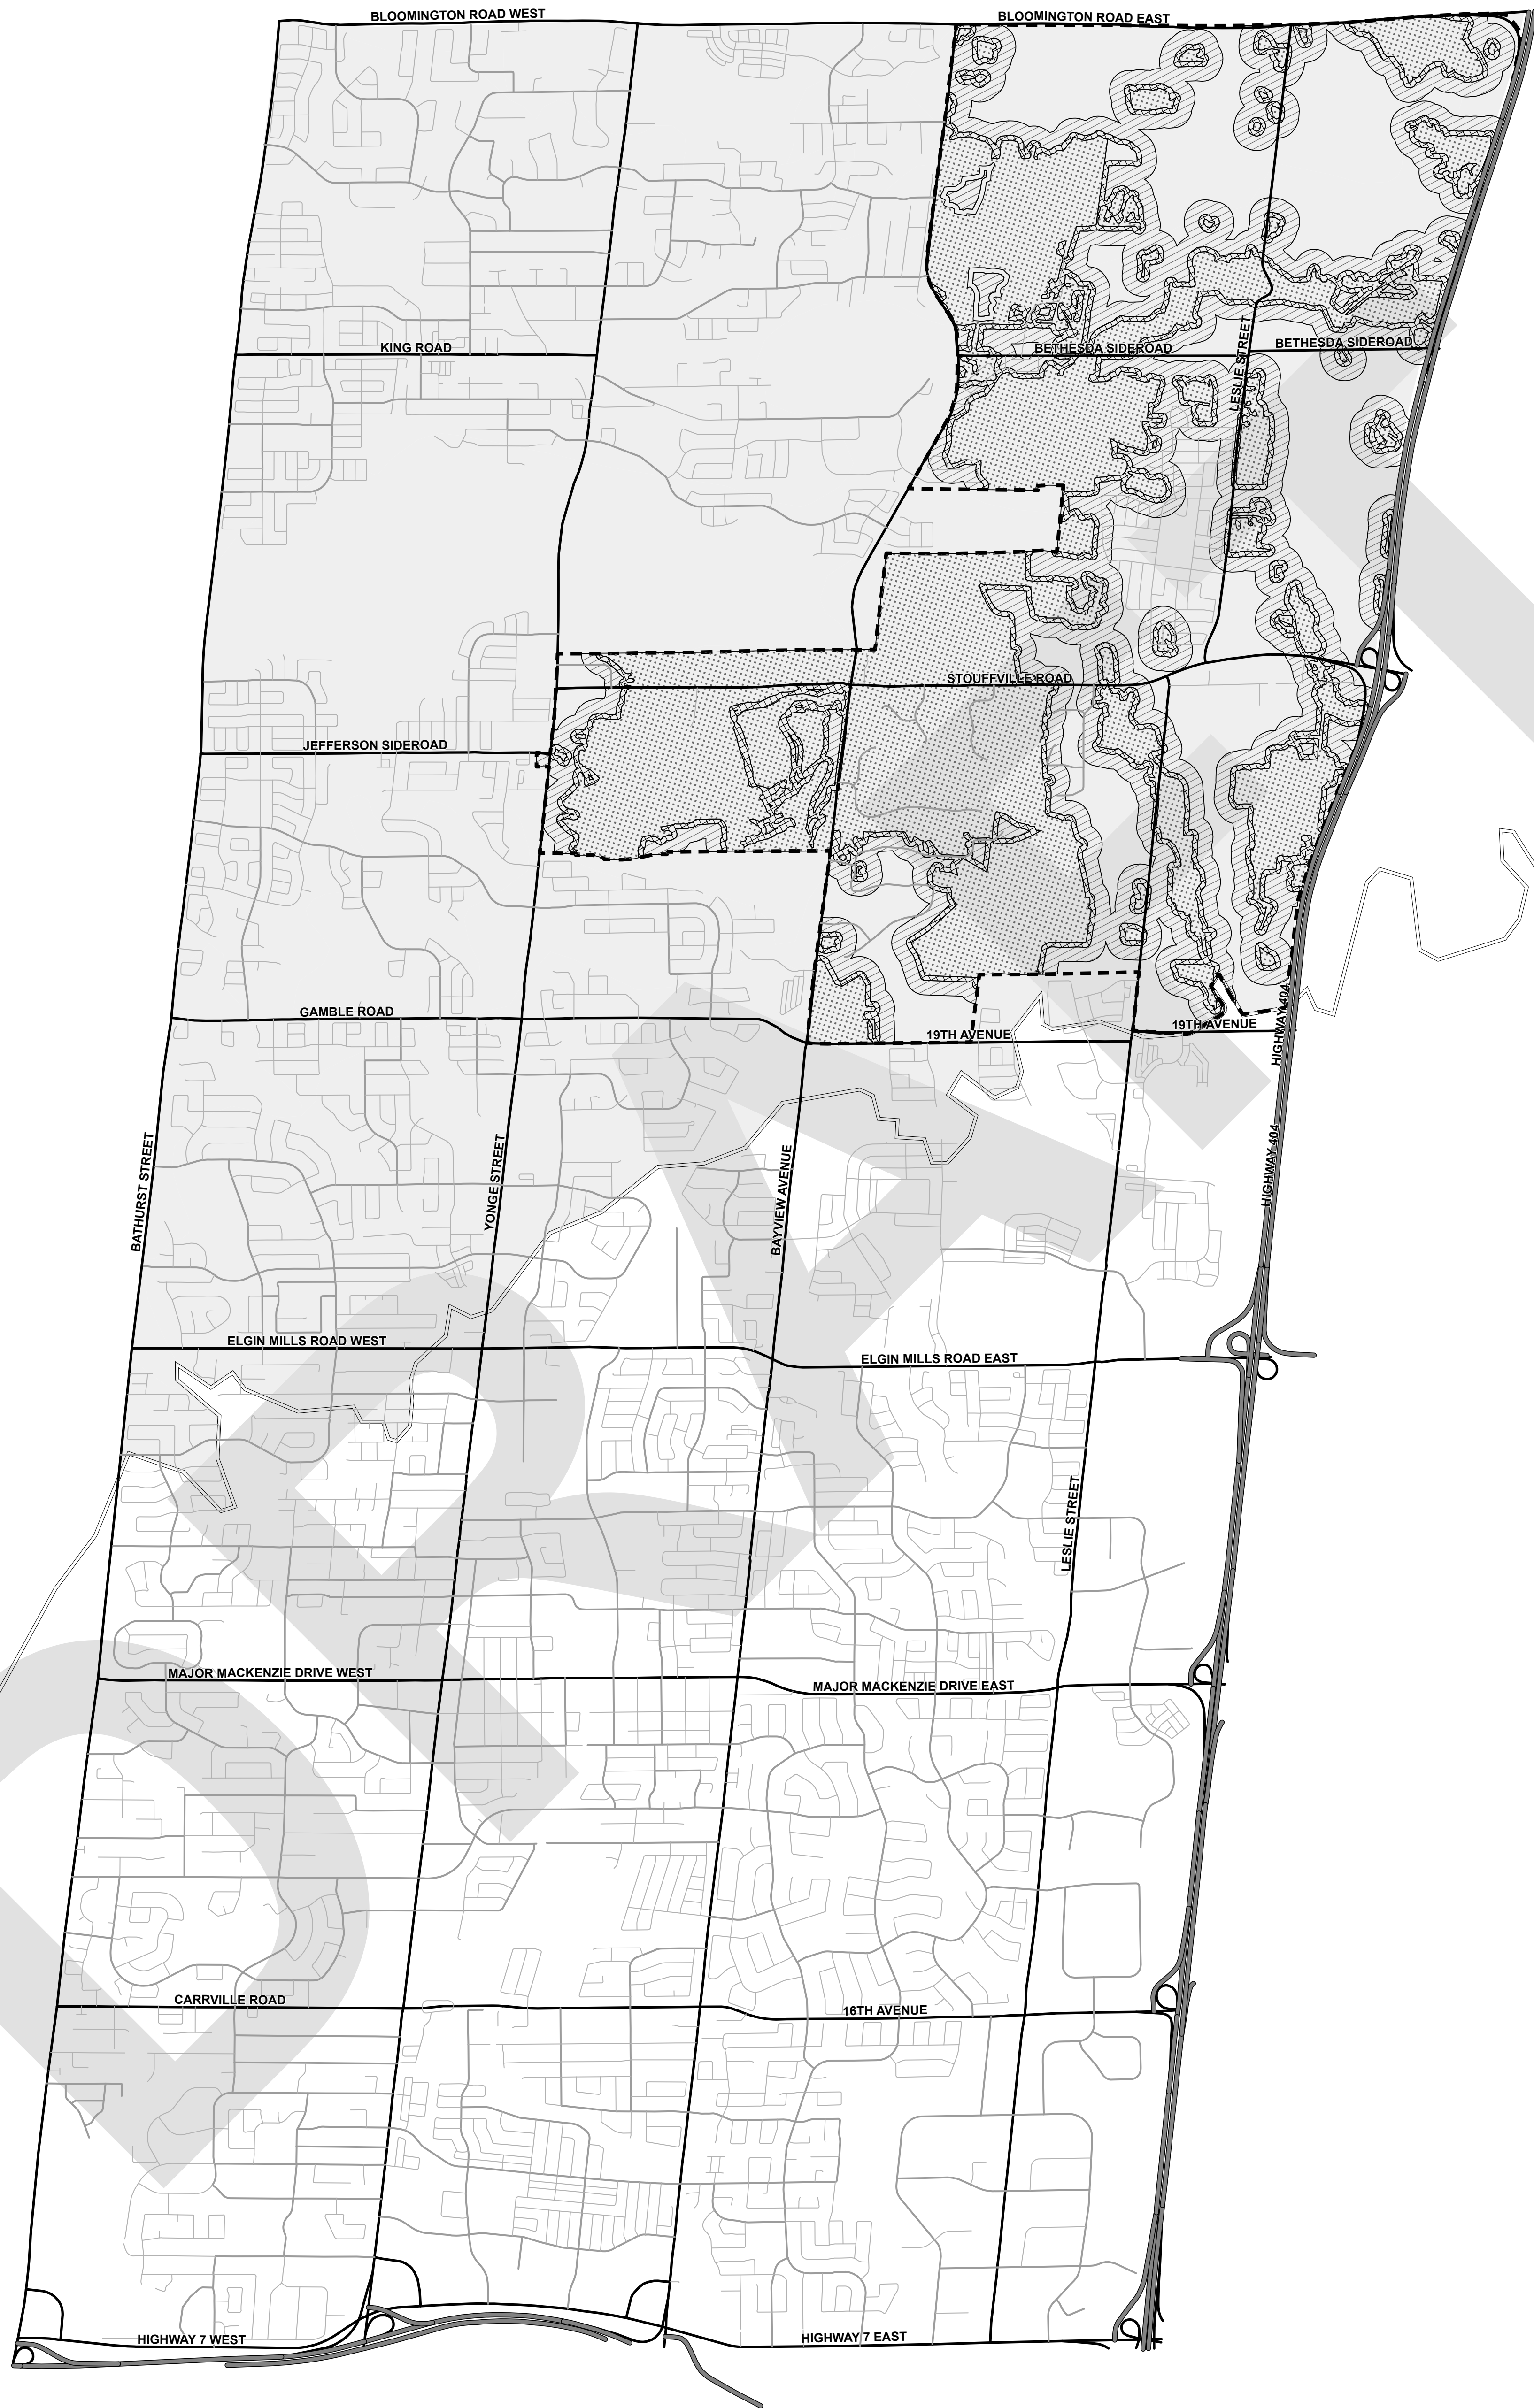 BLOOMINGTON ROAD WEST
BLOOMINGTON ROAD EAST
KING ROAD
BETHESDA SIDEROAD
BETHESDA SIDEROAD
LESLIE STREET
STOUFFVILLE ROAD
JEFFERSON SIDEROAD
GAMBLE ROAD
19TH AVENUE
19TH AVENUE
HIGHWAY 404
HIGHWAY 404
BATHURST STREET
YONGE STREET
BAYVIEW AVENUE
ELGIN MILLS ROAD WEST
ELGIN MILLS ROAD EAST
LESLIE STREET
MAJOR MACKENZIE DRIVE WEST
MAJOR MACKENZIE DRIVE EAST
CARRVILLE ROAD
16TH AVENUE
HIGHWAY 7 WEST
HIGHWAY 7 EAST
DRAFT